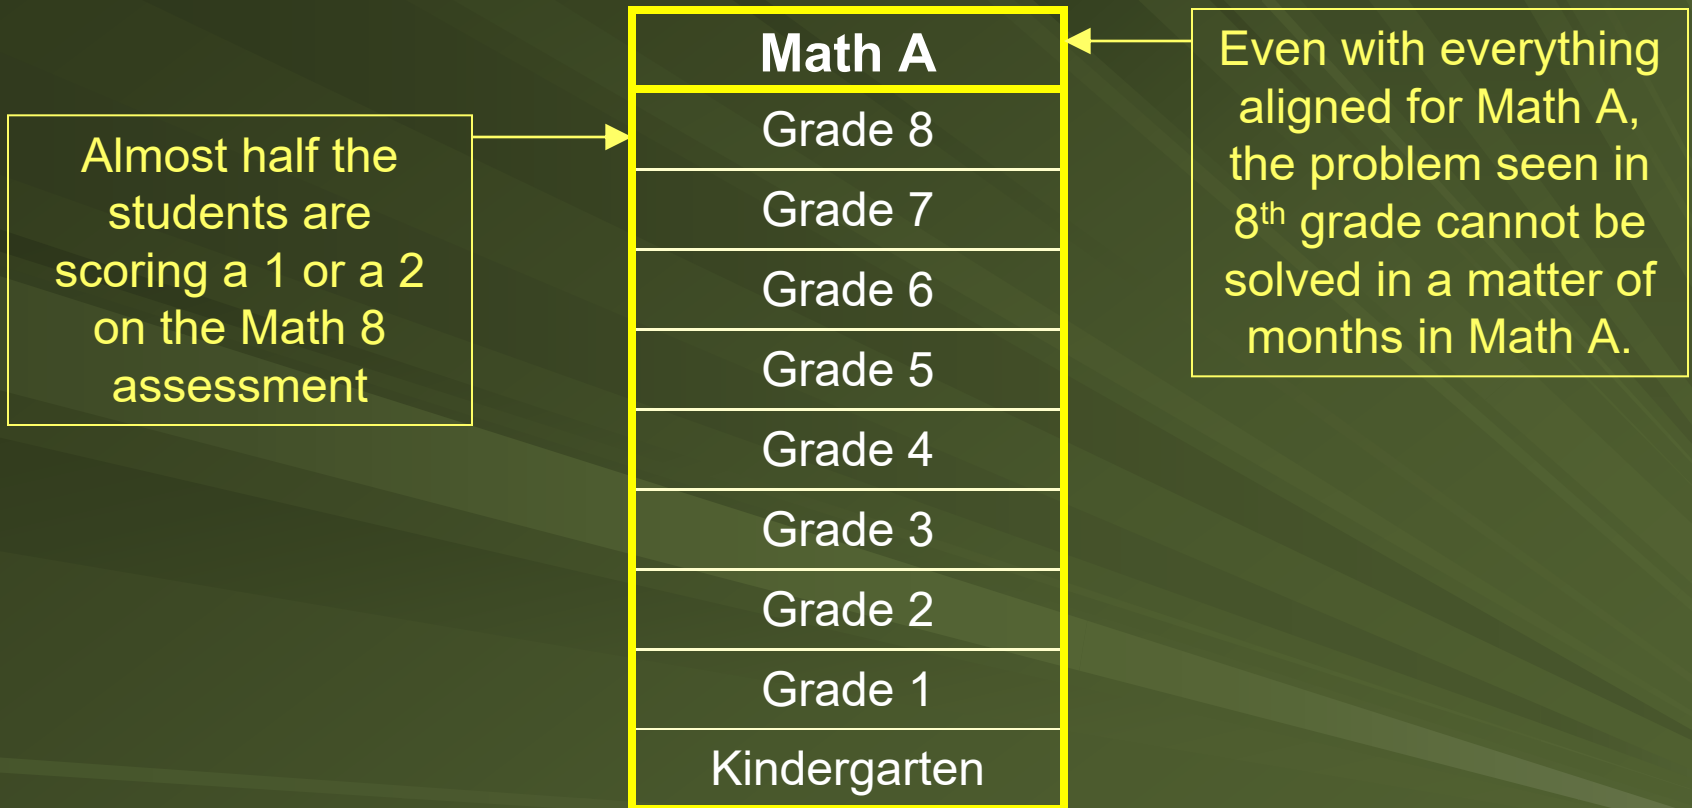 Math A
Grade 8
Grade 7
Grade 6
Grade 5
Grade 4
Grade 3
Grade 2
Grade 1
Kindergarten
Almost half the
students are
scoring a 1 or a 2
on the Math 8
assessment
Even with everything
aligned for Math A,
the problem seen in
8th grade cannot be
solved in a matter of
months in Math A.